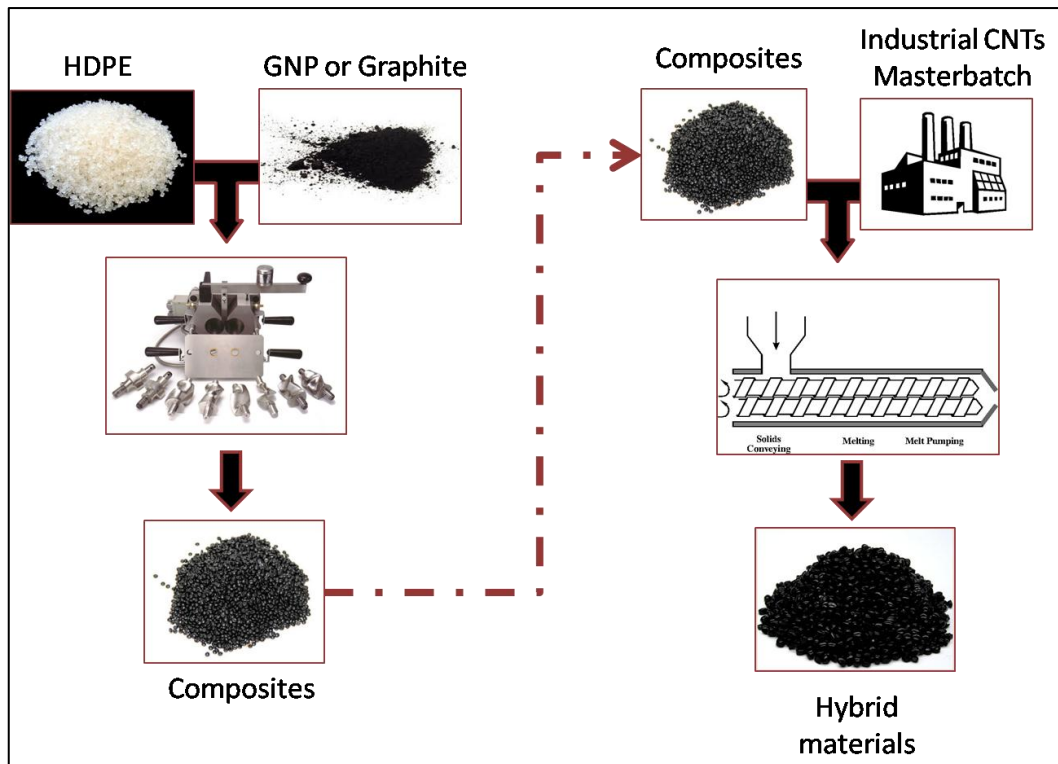 HDPE
GNP or Graphite
Composites
Composites
Industrial CNTs
Masterbatch
Solids
Conveying
Melting
Melt Pumping
Hybrid
materials